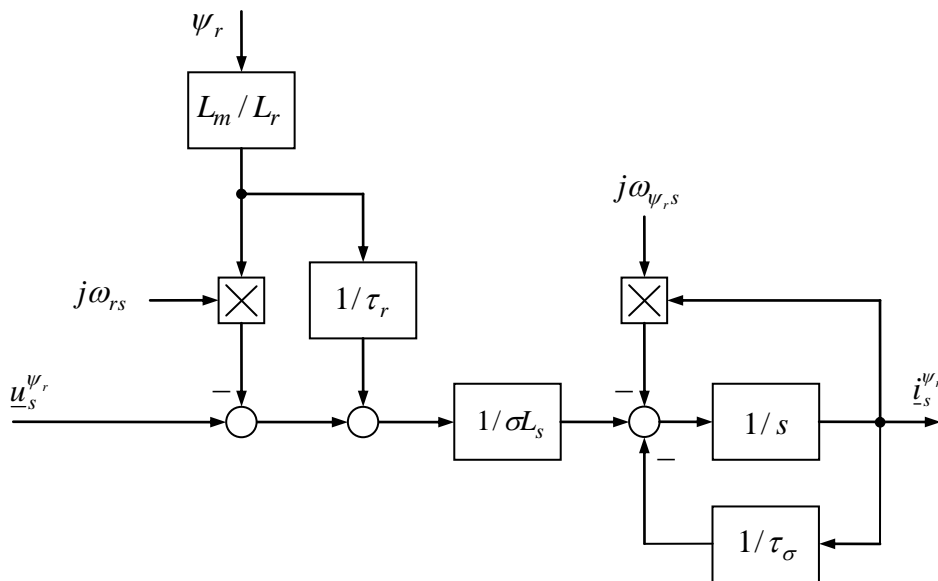 ψ_r
L_m / L_r
jω_{ψ_r s}
jω_{rs}
1/τ_r
−
−
u_s^{ψ_r}
1/σL_s
1/s
i_s^{ψ_r}
−
1/τ_σ